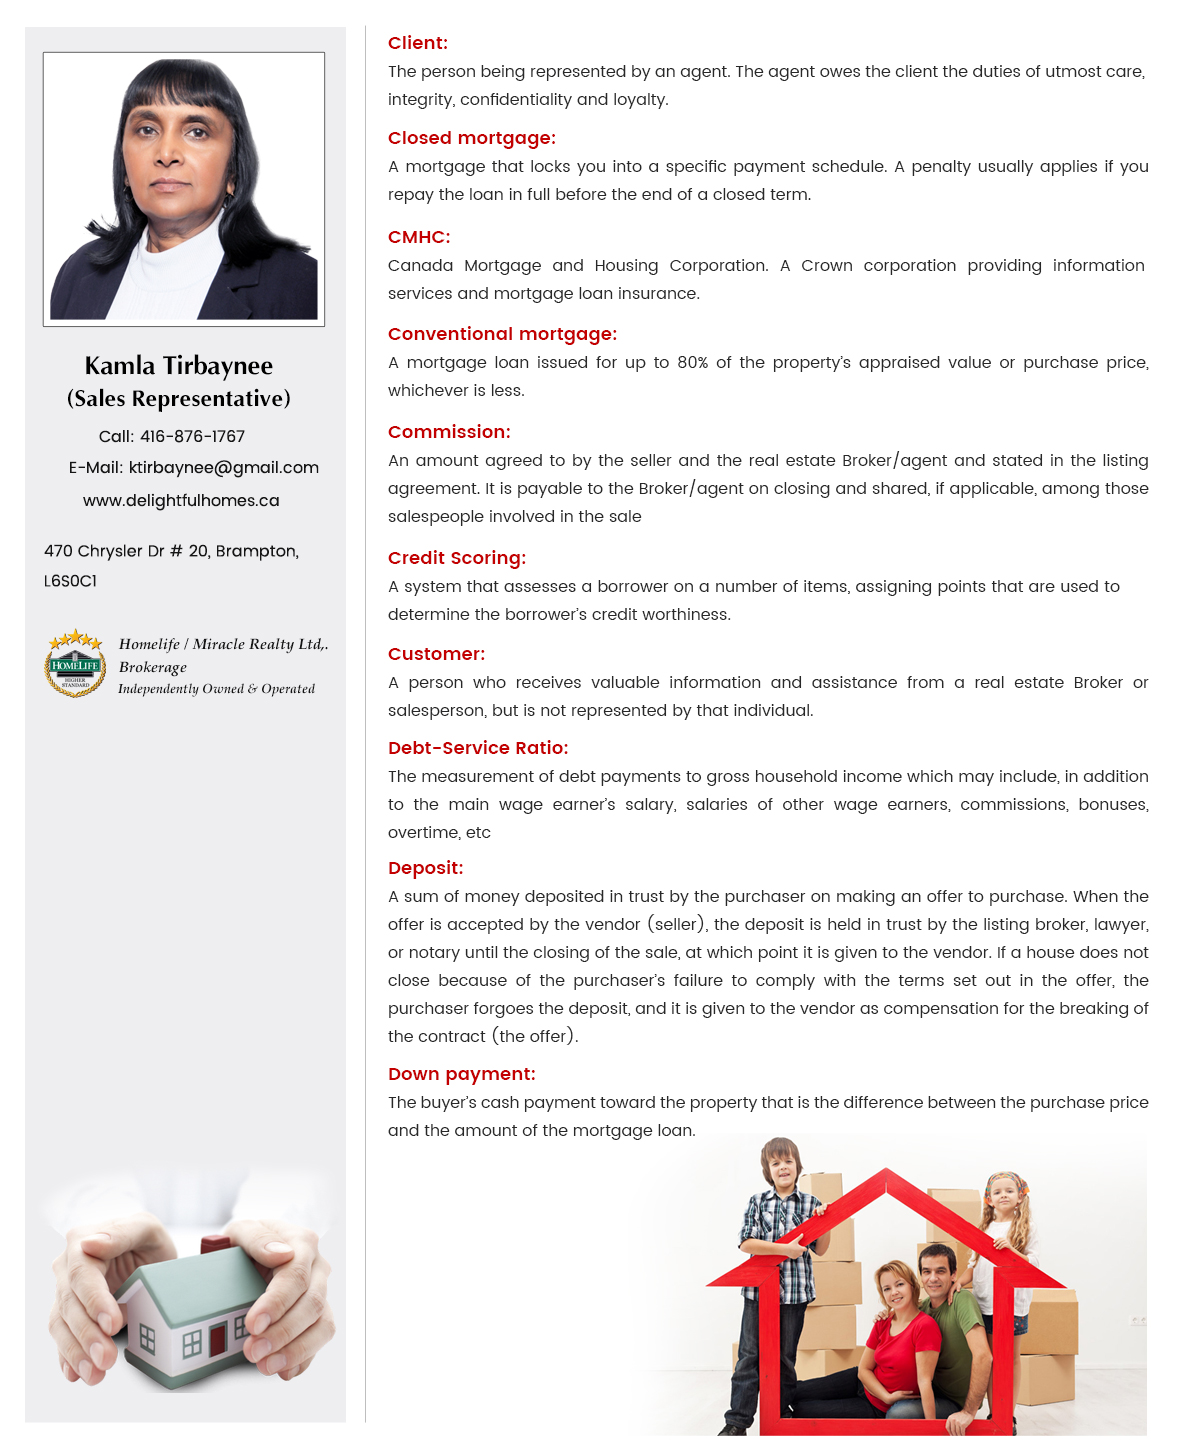 Kamla Tirbaynee
(Sales Representative)
Call: 416-876-1767
E-Mail: ktirbaynee@gmail.com
www.delightfulhomes.ca
470 Chrysler Dr # 20, Brampton,
L6S0C1
HOMELIFE
HIGHER
STANDARD
Homelife / Miracle Realty Ltd,.
Brokerage
Independently Owned & Operated
Client:
The person being represented by an agent. The agent owes the client the duties of utmost care,
integrity, confidentiality and loyalty.
Closed mortgage:
A mortgage that locks you into a specific payment schedule. A penalty usually applies if you
repay the loan in full before the end of a closed term.
CMHC:
Canada Mortgage and Housing Corporation. A Crown corporation providing information
services and mortgage loan insurance.
Conventional mortgage:
A mortgage loan issued for up to 80% of the property’s appraised value or purchase price,
whichever is less.
Commission:
An amount agreed to by the seller and the real estate Broker/agent and stated in the listing
agreement. It is payable to the Broker/agent on closing and shared, if applicable, among those
salespeople involved in the sale
Credit Scoring:
A system that assesses a borrower on a number of items, assigning points that are used to
determine the borrower’s credit worthiness.
Customer:
A person who receives valuable information ad assistance from a real estate Broker or
salesperson, but is not represented by that individual.
Debt-Service Ratio:
The measurement of debt payments to gross household income which may include, in addition
to the main wage earner’s salary, salaries of other wage earners, commissions, bonuses,
overtime, etc
Deposit:
A sum of money deposited in trust by the purchaser on making an offer to purchase. When the
offer is accepted by the vendor (seller), the deposit is held in trust by the listing broker, lawyer,
or notary until the closing of the sale, at which point it is given to the vendor. If a house does not
close because of the purchaser’s failure to comply with the terms set out in the offer, the
purchaser forgoes the deposit, and it is given to the vendor as compensation for the breaking of
the contract (the offer).
Down payment:
The buyer’s cash payment toward the property that is the difference between the purchase price
and the amount of the mortgage loan.